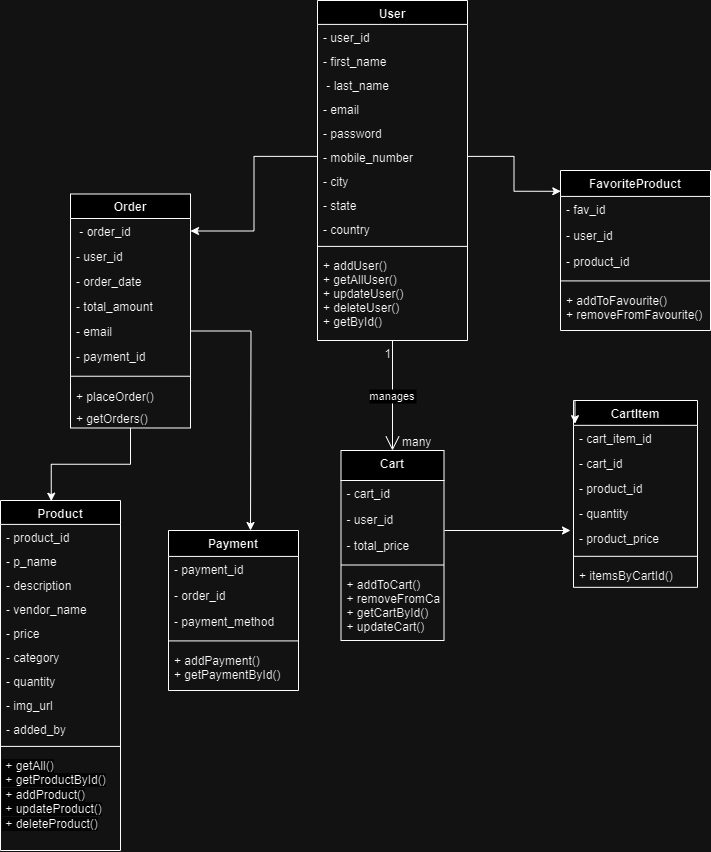 User
- user_id
- first_name
- last_name
- email
- password
- mobile_number
- city
- state
- country
+ addUser()
+ getAllUser()
+ updateUser()
+ deleteUser()
+ getById()
FavoriteProduct
- fav_id
- user_id
- product_id
+ addToFavourite()
+ removeFromFavourite()
Order
- order_id
- user_id
- order_date
- total_amount
- email
- payment_id
+ placeOrder()
+ getOrders()
1
manages
many
Cart
- cart_id
- user_id
- total_price
+ addToCart()
+ removeFromCa
+ getCartById()
+ updateCart()
CartItem
- cart_item_id
- cart_id
- product_id
- quantity
- product_price
+ itemsByCartId()
Product
- product_id
- p_name
- description
- vendor_name
- price
- category
- quantity
- img_url
- added_by
+ getAll()
+ getProductById()
+ addProduct()
+ updateProduct()
+ deleteProduct()
Payment
- payment_id
- order_id
- payment_method
+ addPayment()
+ getPaymentById()